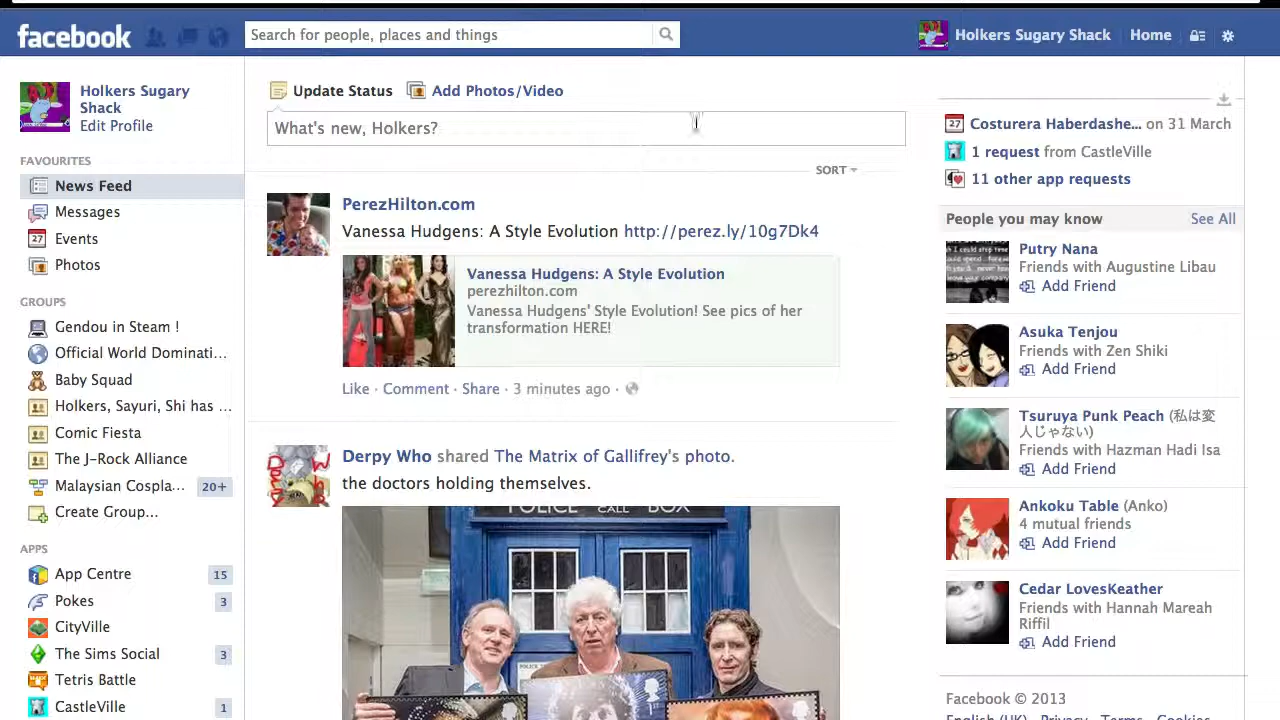 facebook
Search for people, places and things
Holkers Sugary Shack
Home
Holkers Sugary
Shack
Edit Profile
FAVOURITES
News Feed
Messages
27 Events
Photos
GROUPS
Gendou in Steam !
Official World Dominati...
Baby Squad
Holkers, Sayuri, Shi has ...
Comic Fiesta
The J-Rock Alliance
Malaysian Cospla... 20+
Create Group...
APPS
App Centre 15
Pokes 3
CityVille
The Sims Social 3
Tetris Battle
CastleVille 1
Update Status
Add Photos/Video
What's new, Holkers?
SORT
PerezHilton.com
Vanessa Hudgens: A Style Evolution http://perez.ly/10g7Dk4
Vanessa Hudgens: A Style Evolution
perezhilton.com
Vanessa Hudgens' Style Evolution! See pics of her
transformation HERE!
Like · Comment · Share · 3 minutes ago ·
Derpy Who shared The Matrix of Gallifrey's photo.
the doctors holding themselves.
POLICE CALL BOX
27 Costurera Haberdashe... on 31 March
1 request from CastleVille
11 other app requests
People you may know
See All
Putry Nana
Friends with Augustine Libau
Add Friend
Asuka Tenjou
Friends with Zen Shiki
Add Friend
Tsuruya Punk Peach (私は変
人じゃない)
Friends with Hazman Hadi Isa
Add Friend
Ankoku Table (Anko)
4 mutual friends
Add Friend
Cedar LovesKeather
Friends with Hannah Mareah
Riffil
Add Friend
Facebook © 2013
English (UK) · Privacy · Terms · Cookies